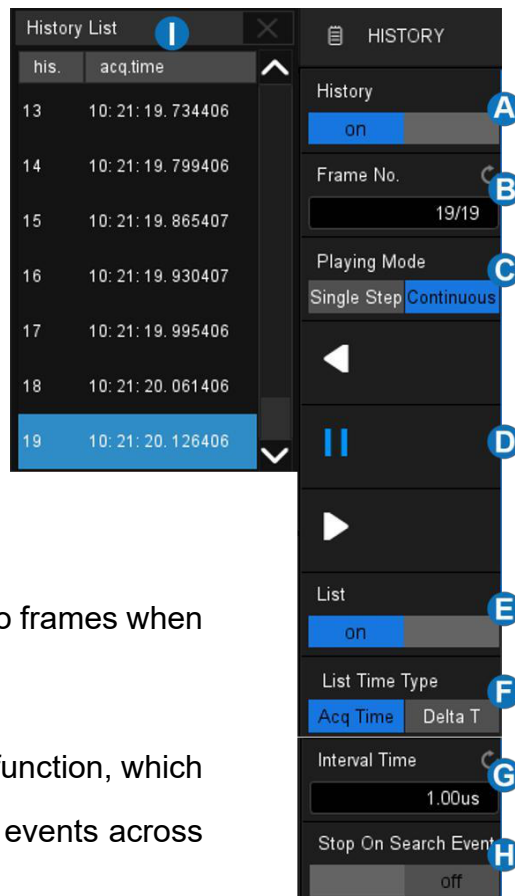 History List
I
his. acq.time
13 10: 21: 19. 734406
14 10: 21: 19. 799406
15 10: 21: 19. 865407
16 10: 21: 19. 930407
17 10: 21: 19. 995406
18 10: 21: 20. 061406
19 10: 21: 20. 126406
HISTORY
History
A
on
Frame No.
B
19/19
Playing Mode
C
Single Step Continuous
D
List
E
on
List Time Type
F
Acq Time Delta T
Interval Time
G
1.00us
Stop On Search Event
H
off
frames when
function, which
events across